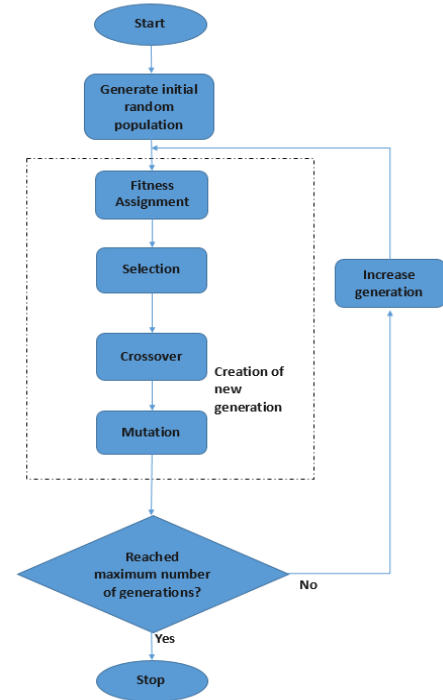 Start
Generate initial
random
population
Fitness
Assignment
Selection
Increase
generation
Crossover
Creation of
new
generation
Mutation
Reached
maximum number
of generations?
No
Yes
Stop